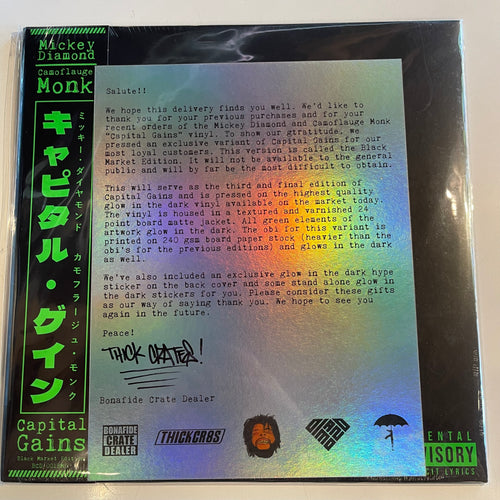 Mickey
Diamond
Camoflauge
Monk
キャピタル・ゲイン
ミッキー・ダイヤモンド カモフラージュ・モンク
Capital
Gains
Black Market Edition
Salute!!
We hope this delivery finds you well. We'd like to
thank you for your previous purchases and for your
recent orders of the Mickey Diamond and Camoflauge Monk
"Capital Gains" vinyl. To show our gtratitude, we
pressed an exclusive variant of Capital Gains for our
most loyal customers. This version is called the Black
Market Edition. It will not be available to the general
public and will by far be the most difficult to obtain.
This will serve as the third and final edition of
Capital Gains and is pressed on the highest quality
glow in the dark vinyl available on the market today.
The vinyl is housed in a textured and varnished 24
point board matte jacket. All green elements of the
artwork glow in the dark. The obi for this variant is
printed on 240 gsm board paper stock (heavier than the
obi's for the previous editions) and glows in the dark
as well.
We've also included an exclusive glow in the dark hype
sticker on the back cover and some stand alone glow in
the dark stickers for you. Please consider these gifts
as our way of saying thank you. We hope to see you
again in the future.
Peace!
THICK CRATES!
Bonafide Crate Dealer
BONAFIDE
CRATE
DEALER
THICKCR8S
ENTAL
ISORY
CIT LYRICS